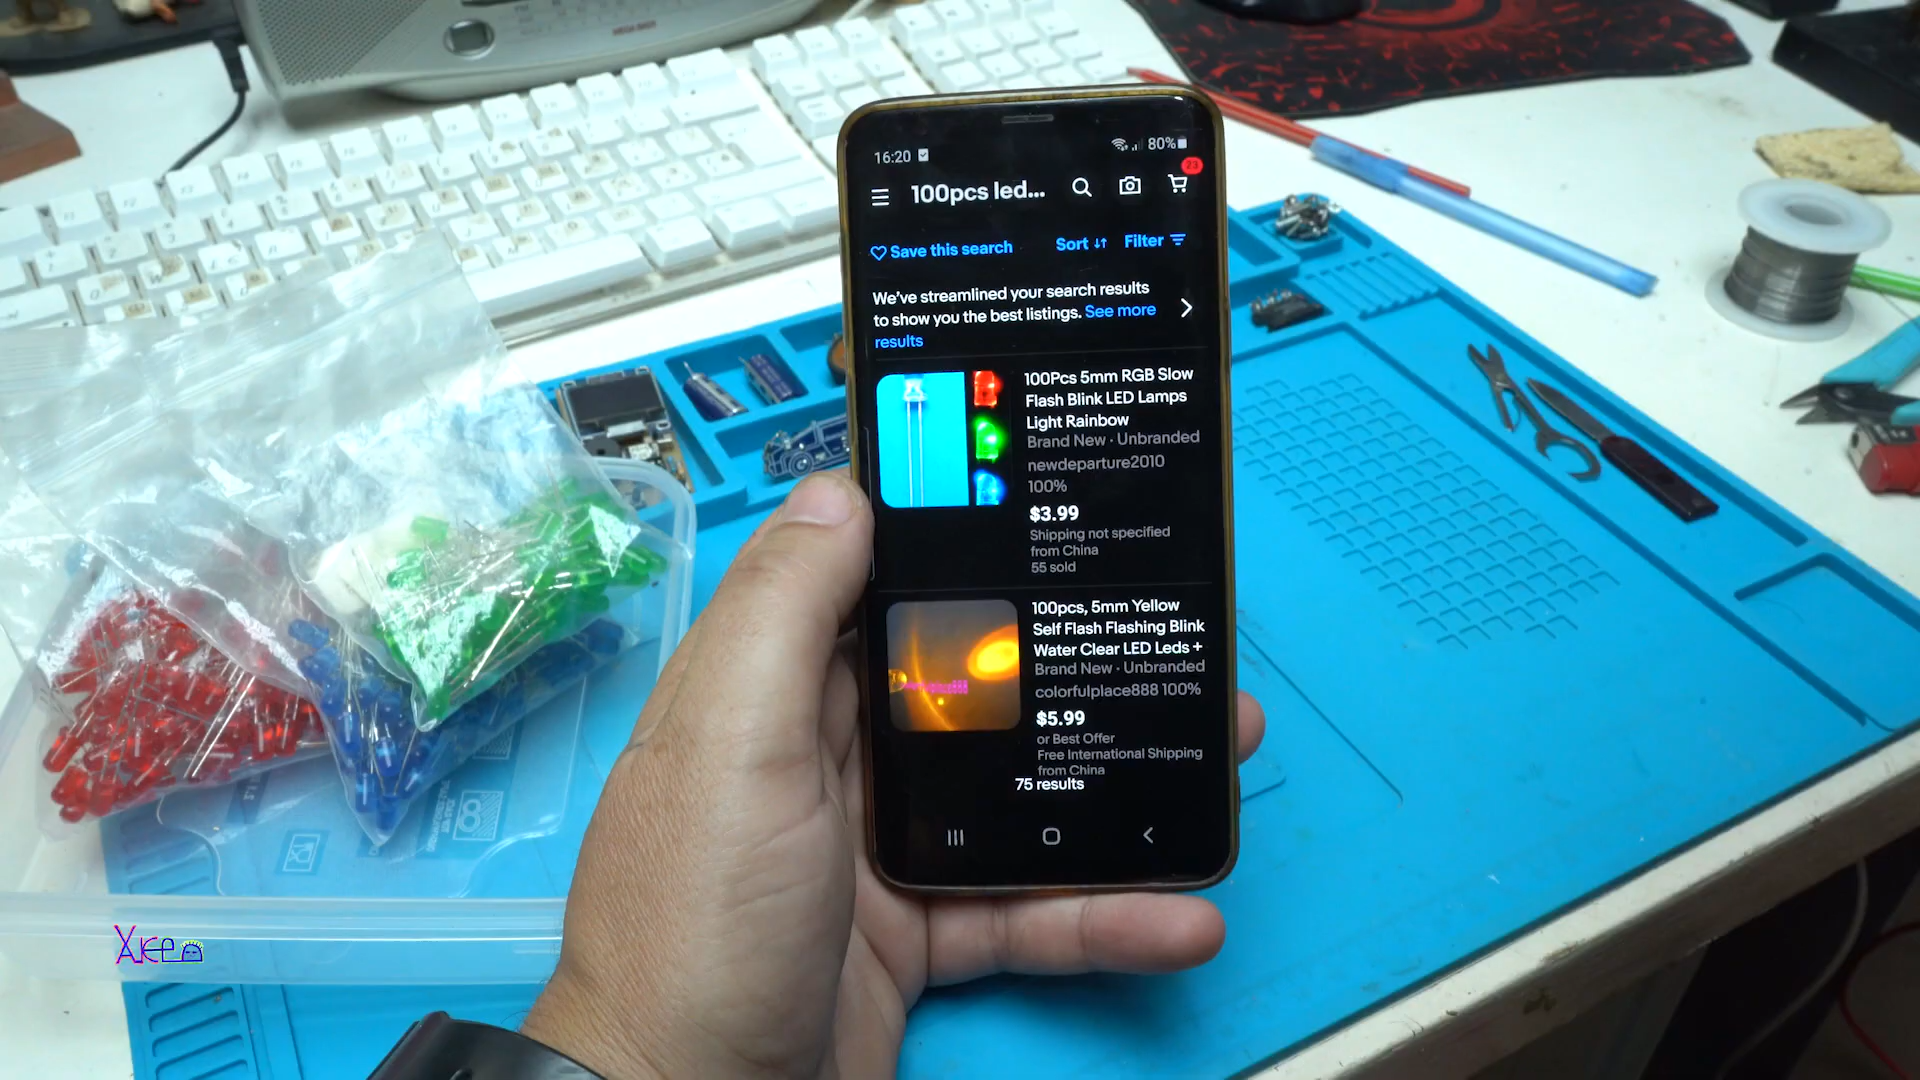 16:20
80%
23
100pcs led...
Save this search
Sort
Filter
We've streamlined your search results
to show you the best listings. See more
results
100Pcs 5mm RGB Slow
Flash Blink LED Lamps
Light Rainbow
Brand New · Unbranded
newdeparture2010
100%
$3.99
Shipping not specified
from China
55 sold
100pcs, 5mm Yellow
Self Flash Flashing Blink
Water Clear LED Leds +
Brand New · Unbranded
colorfulplace888 100%
$5.99
or Best Offer
Free International Shipping
from China
75 results